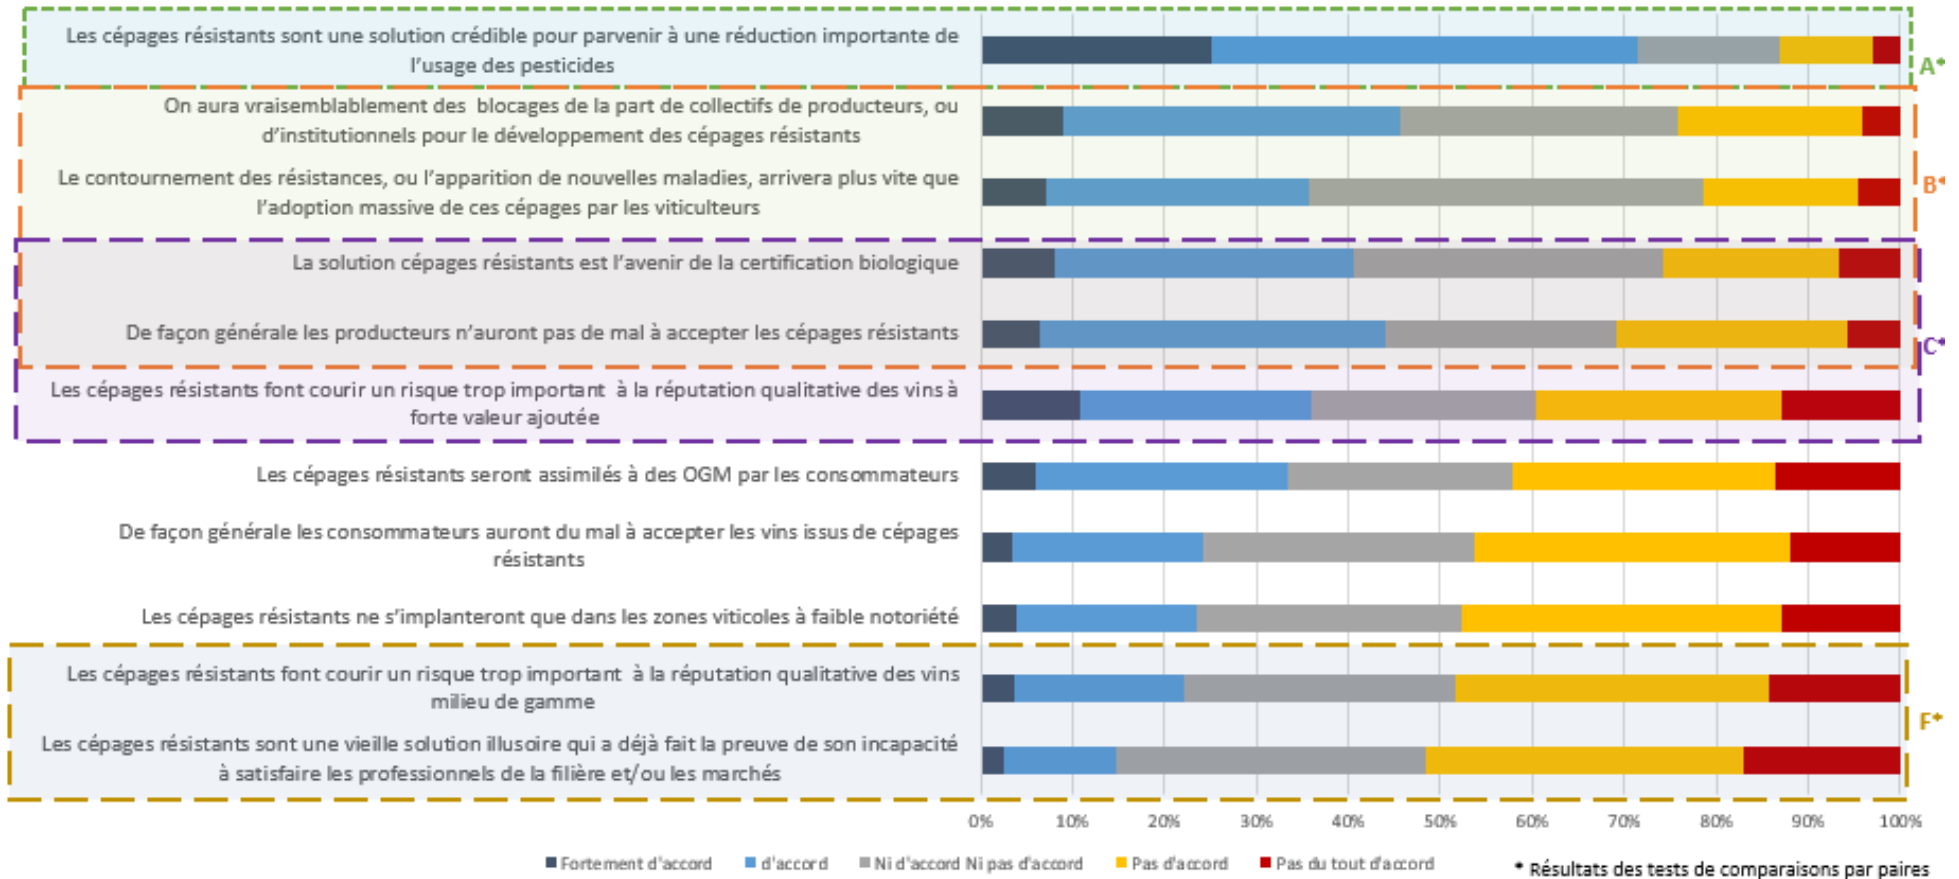 Les cépages résistants sont une solution crédible pour parvenir à une réduction importante de
l'usage des pesticides
A*
On aura vraisemblablement des blocages de la part de collectifs de producteurs, ou
d'institutionnels pour le développement des cépages résistants
Le contournement des résistances, ou l'apparition de nouvelles maladies, arrivera plus vite que
l'adoption massive de ces cépages par les viticulteurs
B*
La solution cépages résistants est l'avenir de la certification biologique
De façon générale les producteurs n'auront pas de mal à accepter les cépages résistants
C*
Les cépages résistants font courir un risque trop important à la réputation qualitative des vins à
forte valeur ajoutée
Les cépages résistants seront assimilés à des OGM par les consommateurs
De façon générale les consommateurs auront du mal à accepter les vins issus de cépages
résistants
Les cépages résistants ne s'implanteront que dans les zones viticoles à faible notoriété
Les cépages résistants font courir un risque trop important à la réputation qualitative des vins
milieu de gamme
F*
Les cépages résistants sont une vieille solution illusoire qui a déjà fait la preuve de son incapacité
à satisfaire les professionnels de la filière et/ou les marchés
0% 10% 20% 30% 40% 50% 60% 70% 80% 90% 100%
Fortement d'accord d'accord Ni d'accord Ni pas d'accord Pas d'accord Pas du tout d'accord
* Résultats des tests de comparaisons par paires